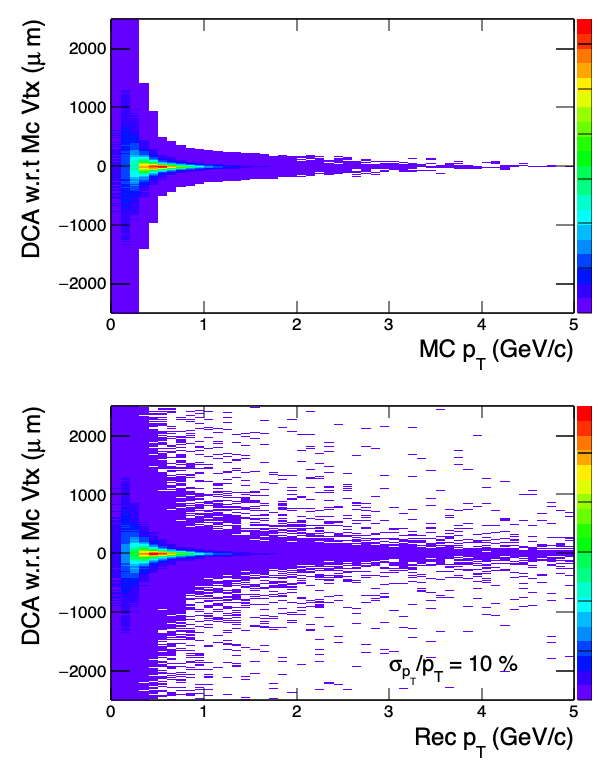 DCA w.r.t Mc Vtx (μ m)
2000
1000
0
−1000
−2000
0 1 2 3 4 5
MC p_T (GeV/c)
DCA w.r.t Mc Vtx (μ m)
2000
1000
0
−1000
−2000
σ_p_T/p_T = 10 %
0 1 2 3 4 5
Rec p_T (GeV/c)